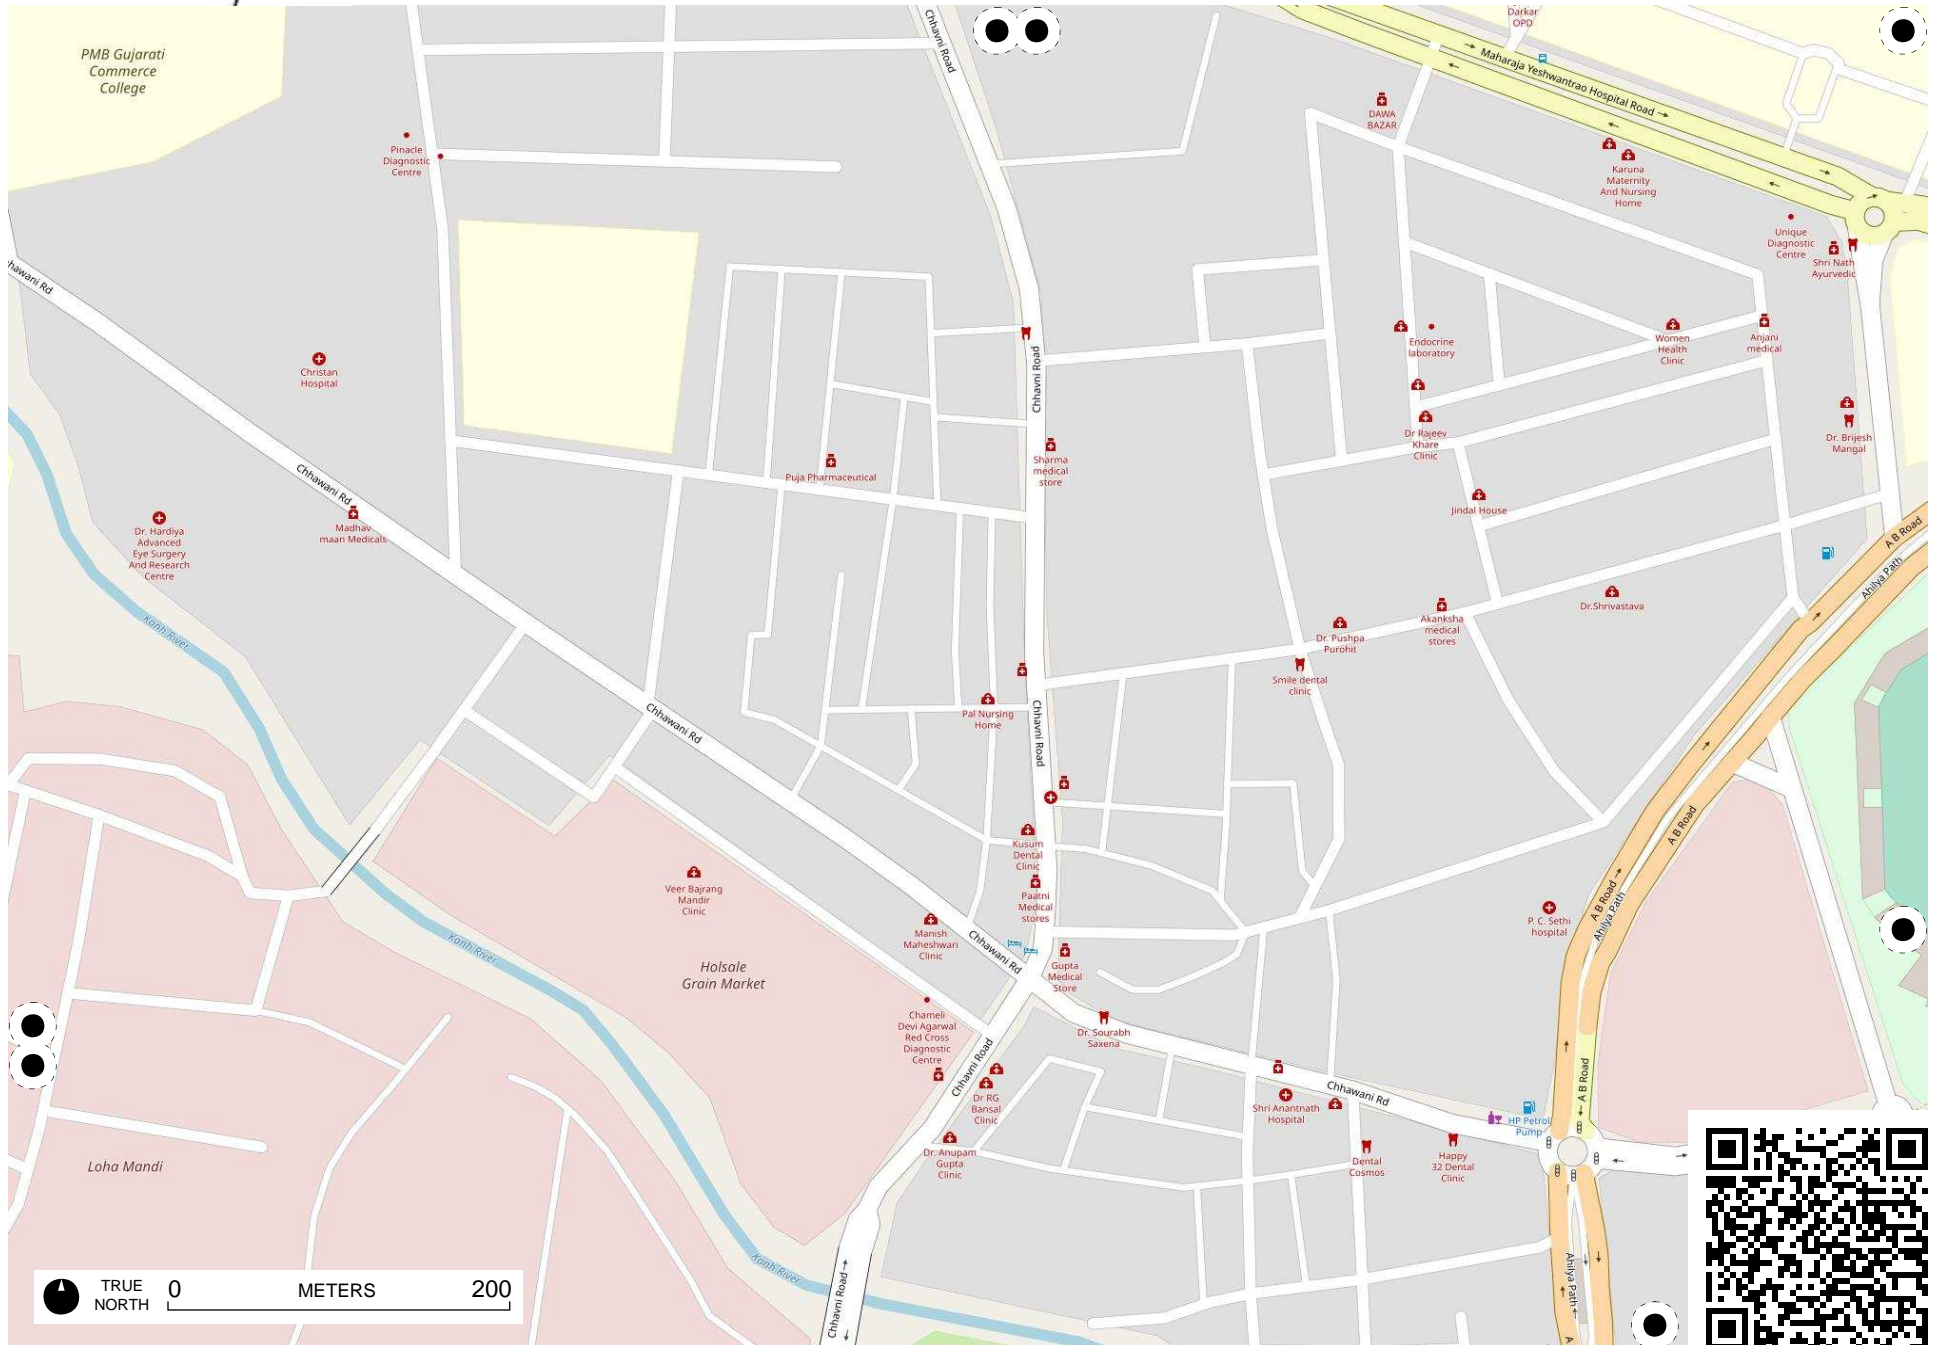 PMB Gujarati
Commerce
College
Chhavni Road
Darkar
OPD
Maharaja Yeshwantrao Hospital Road
DAWA
BAZAR
Pinacle
Diagnostic
Centre
Karuna
Maternity
And Nursing
Home
Unique
Diagnostic
Centre
Shri Nath
Ayurvedic
hawani Rd
Christan
Hospital
Chhavni Road
Endocrine
laboratory
Women
Health
Clinic
Anjani
medical
Dr Rajeev
Khare
Clinic
Dr. Brijesh
Mangal
Sharma
medical
store
Puja Pharmaceutical
Chhawani Rd
Madhav
maan Medicals
Dr. Hardiya
Advanced
Eye Surgery
And Research
Centre
Jindal House
A B Road
Ahilya Path
Kanh River
Dr.Shrivastava
Akanksha
medical
stores
Dr. Pushpa
Purohit
Smile dental
clinic
Pal Nursing
Home
Chhawani Rd
Chhavni Road
A B Road
Kusum
Dental
Clinic
Veer Bajrang
Mandir
Clinic
Paatni
Medical
stores
A B Road
Ahilya Path
P. C. Sethi
hospital
Manish
Maheshwari
Clinic
Chhawani Rd
Kanh River
Gupta
Medical
Store
Holsale
Grain Market
Chameli
Devi Agarwal
Red Cross
Diagnostic
Centre
Dr. Sourabh
Saxena
Chhavni Road
A B Road
Dr RG
Bansal
Clinic
Shri Anantnath
Hospital
Chhawani Rd
HP Petrol
Pump
Dr. Anupam
Gupta
Clinic
Dental
Cosmos
Happy
32 Dental
Clinic
Loha Mandi
Kanh River
Chhavni Road
Ahilya Path
A
TRUE
NORTH
0 METERS 200